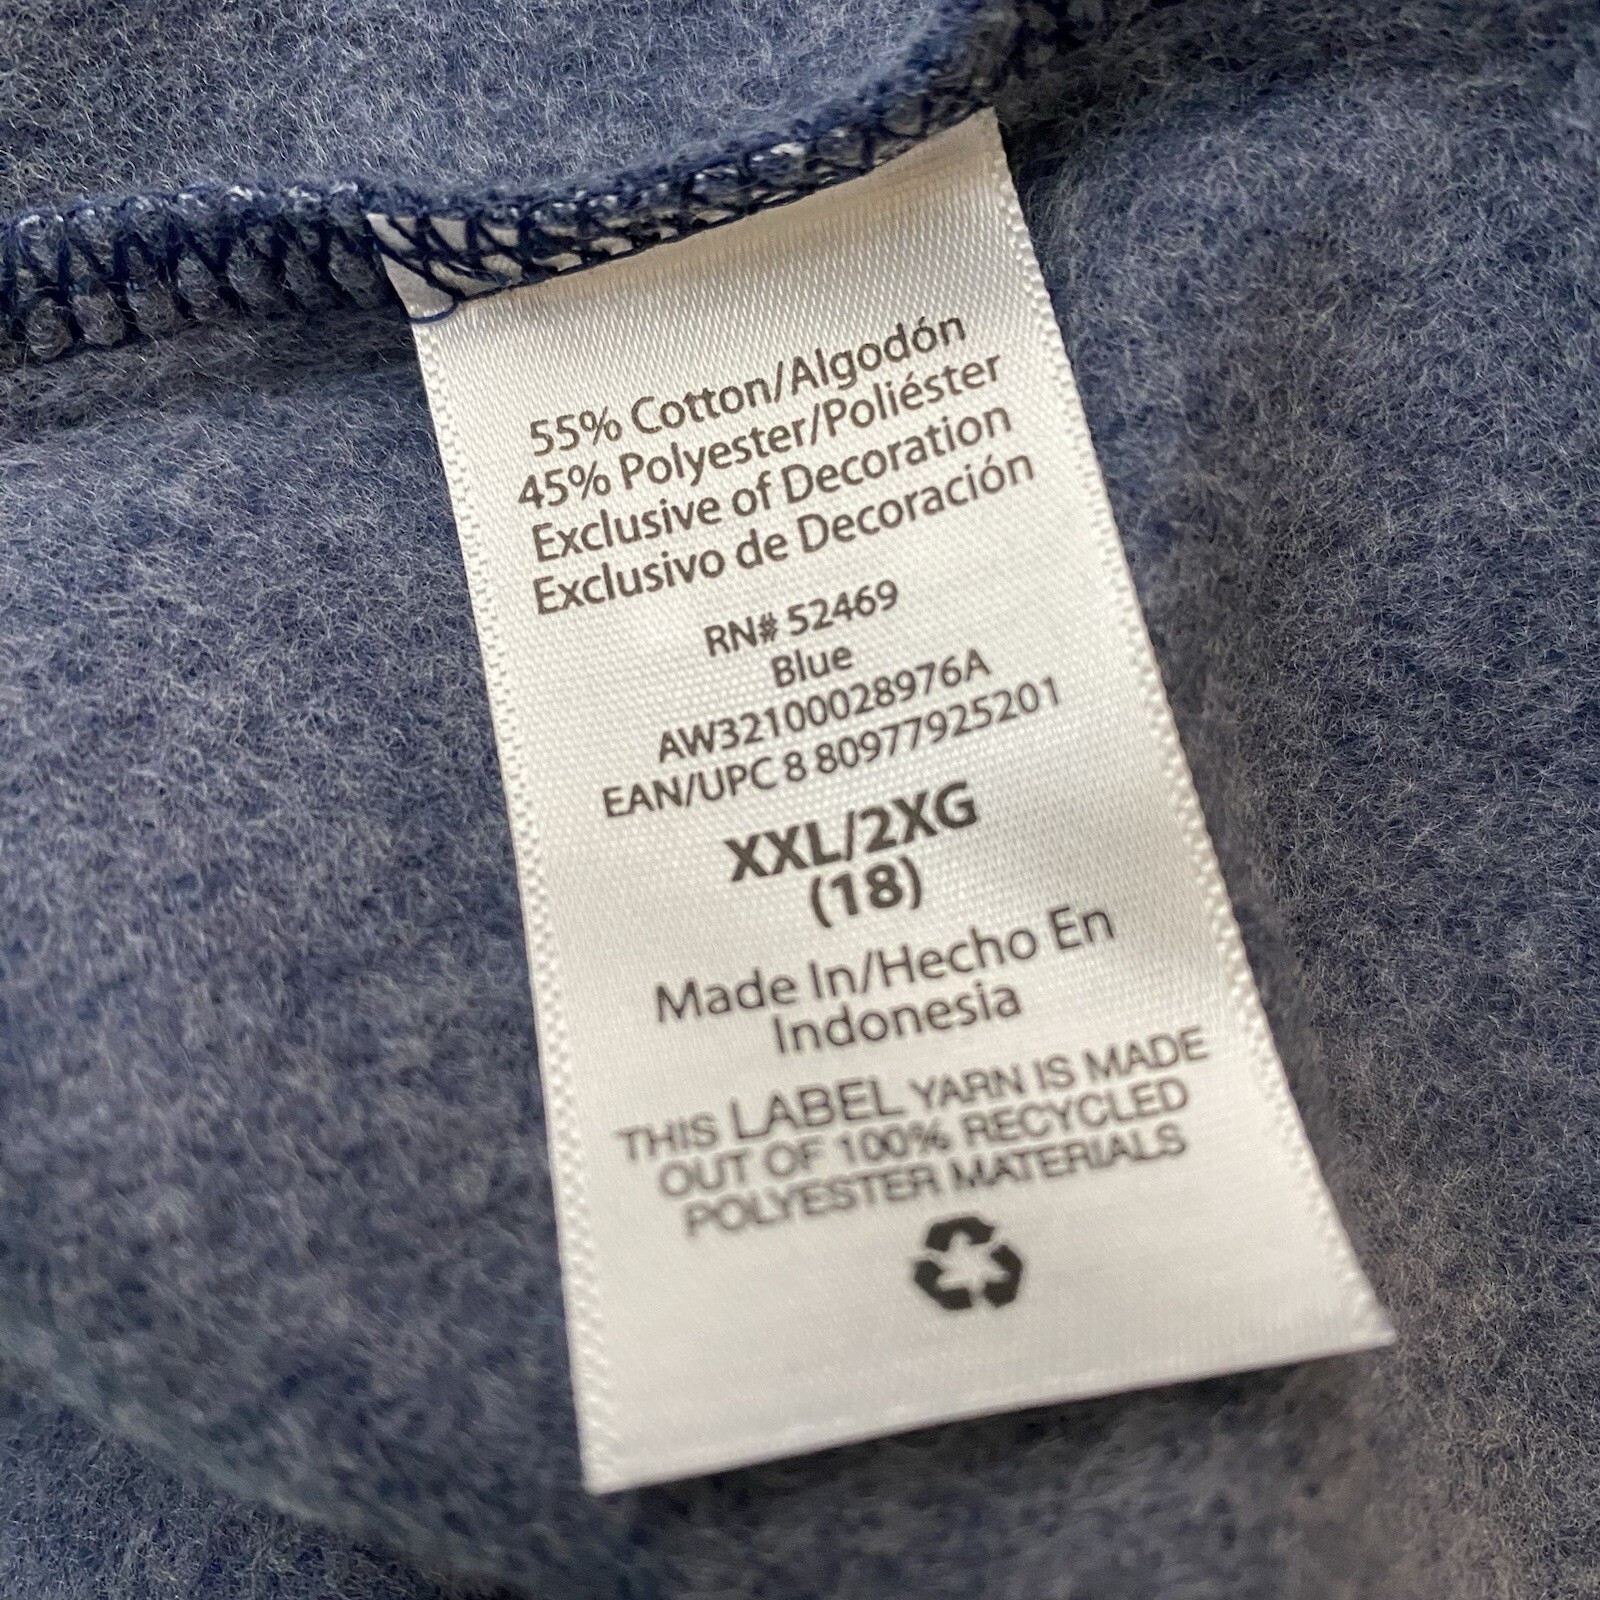 55% Cotton/Algodón
45% Polyester/Poliéster
Exclusive of Decoration
Exclusivo de Decoración
RN# 52469
Blue
AW32100028976A
EAN/UPC 8 80977925201
XXL/2XG
(18)
Made In/Hecho En
Indonesia
THIS LABEL YARN IS MADE
OUT OF 100% RECYCLED
POLYESTER MATERIALS